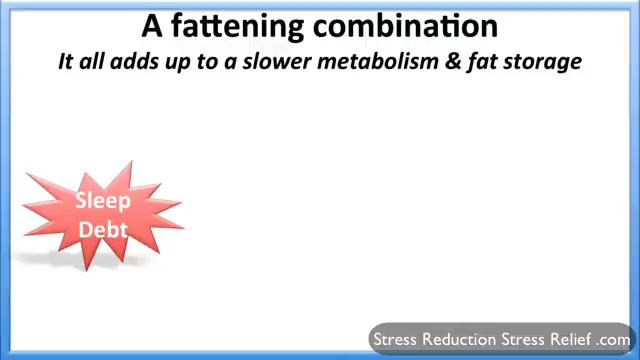 A fattening combination
It all adds up to a slower metabolism & fat storage
Sleep
Debt
Stress Reduction Stress Relief .com